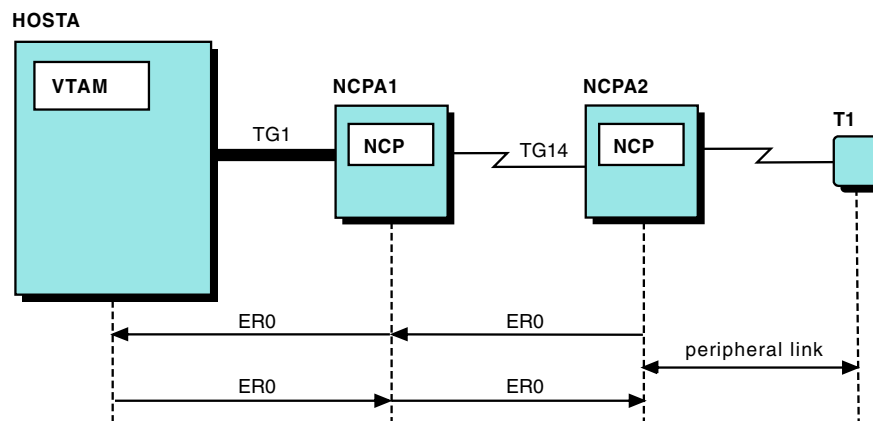 HOSTA
VTAM
NCPA1
NCPA2
T1
TG1
NCP
TG14
NCP
ER0
ER0
peripheral link
ER0
ER0